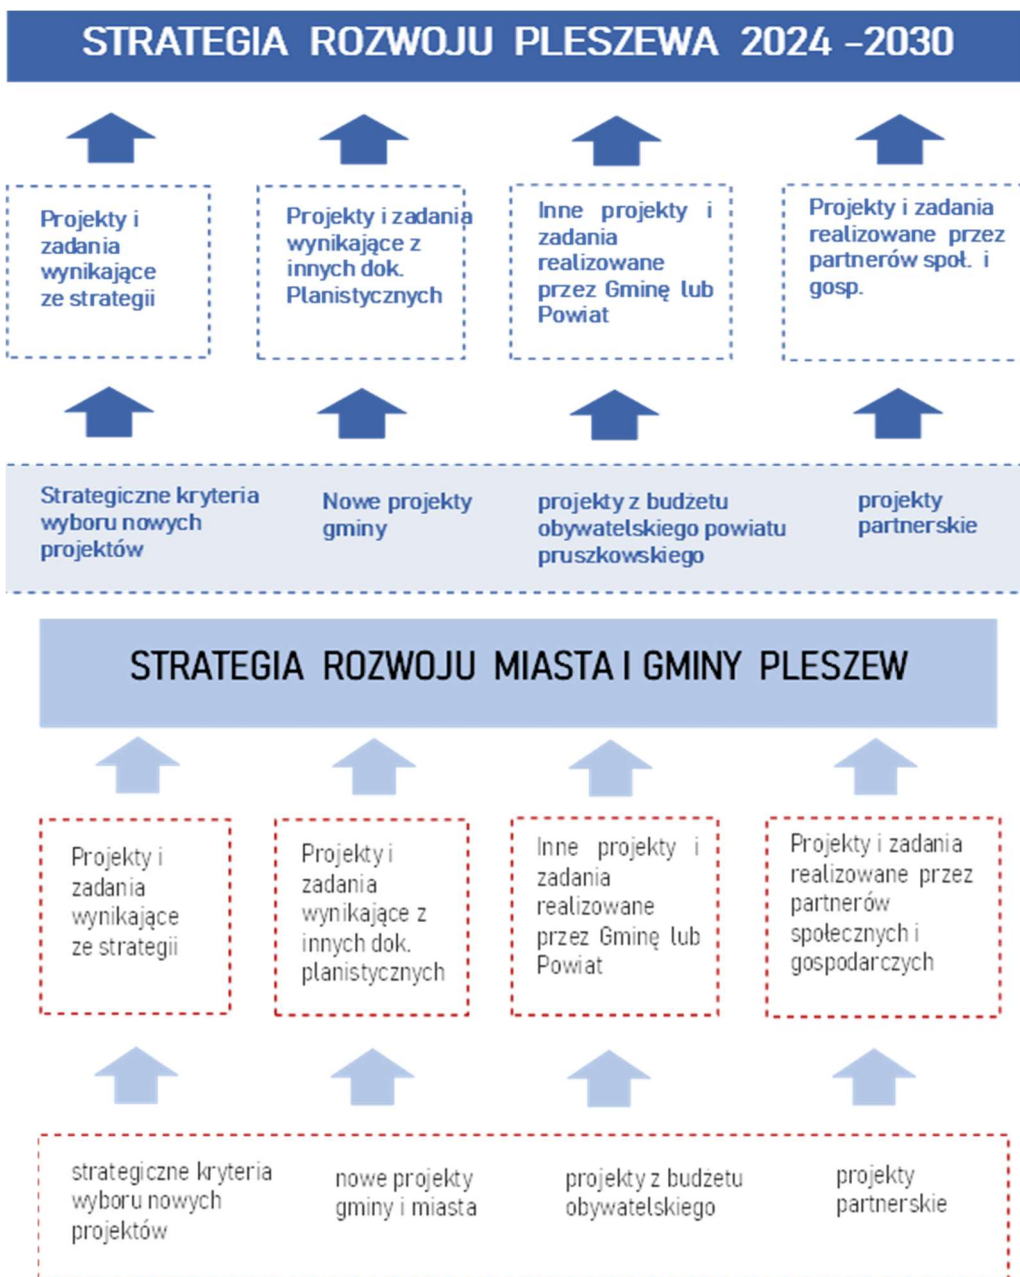 STRATEGIA ROZWOJU PLESZEWA 2024 –2030
Projekty i
zadania
wynikające
ze strategii
Projekty i zadania
wynikające z
innych dok.
Planistycznych
Inne projekty i
zadania
realizowane
przez Gminę lub
Powiat
Projekty i zadania
realizowane przez
partnerów społ. i
gosp.
Strategiczne kryteria
wyboru nowych
projektów
Nowe projekty
gminy
projekty z budżetu
obywatelskiego powiatu
pruszkowskiego
projekty
partnerskie
STRATEGIA ROZWOJU MIASTA I GMINY PLESZEW
Projekty i
zadania
wynikające
ze strategii
Projekty i
zadania
wynikające z
innych dok.
planistycznych
Inne projekty i
zadania
realizowane
przez Gminę lub
Powiat
Projekty i zadania
realizowane przez
partnerów
społecznych i
gospodarczych
strategiczne kryteria
wyboru nowych
projektów
nowe projekty
gminy i miasta
projekty z budżetu
obywatelskiego
projekty
partnerskie